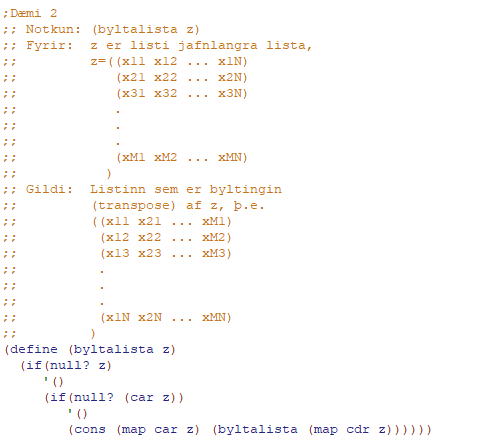 ;Dæmi 2
;; Notkun: (byltalista z)
;; Fyrir:  z er listi jafnlangra lista,
;;         z=((x11 x12 ... x1N)
;;            (x21 x22 ... x2N)
;;            (x31 x32 ... x3N)
;;            .
;;            .
;;            .
;;            (xM1 xM2 ... xMN)
;;           )
;; Gildi:  Listinn sem er byltingin
;;         (transpose) af z, þ.e.
;;         ((x11 x21 ... xM1)
;;          (x12 x22 ... xM2)
;;          (x13 x23 ... xM3)
;;          .
;;          .
;;          .
;;          (x1N x2N ... xMN)
;;         )
(define (byltalista z)
  (if(null? z)
     '()
     (if(null? (car z))
        '()
        (cons (map car z) (byltalista (map cdr z))))))